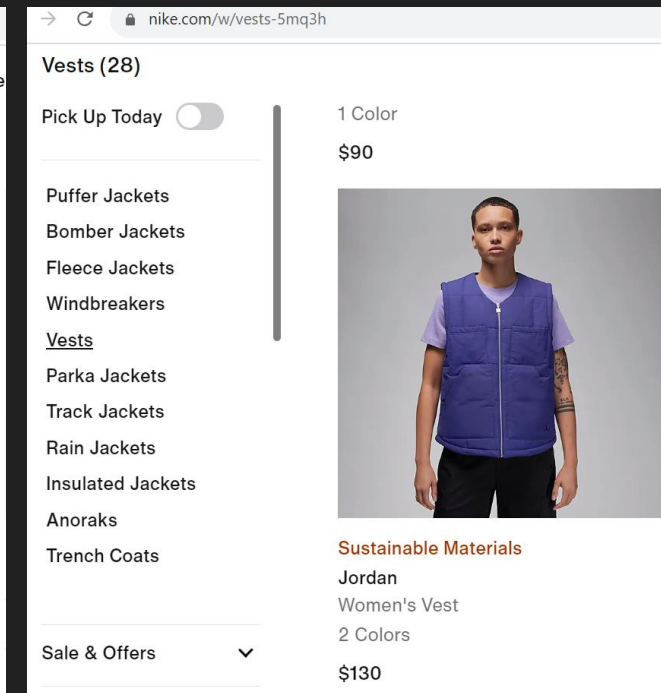 nike.com/w/vests-5mq3h
Vests (28)
Pick Up Today
Puffer Jackets
Bomber Jackets
Fleece Jackets
Windbreakers
Vests
Parka Jackets
Track Jackets
Rain Jackets
Insulated Jackets
Anoraks
Trench Coats
Sale & Offers
1 Color
$90
Sustainable Materials
Jordan
Women's Vest
2 Colors
$130